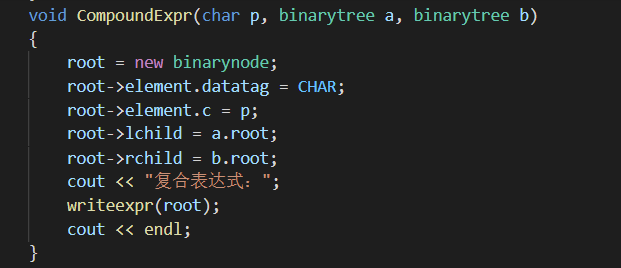 void CompoundExpr(char p, binarytree a, binarytree b)
{
    root = new binarynode;
    root->element.datatag = CHAR;
    root->element.c = p;
    root->lchild = a.root;
    root->rchild = b.root;
    cout << "复合表达式：";
    writeexpr(root);
    cout << endl;
}